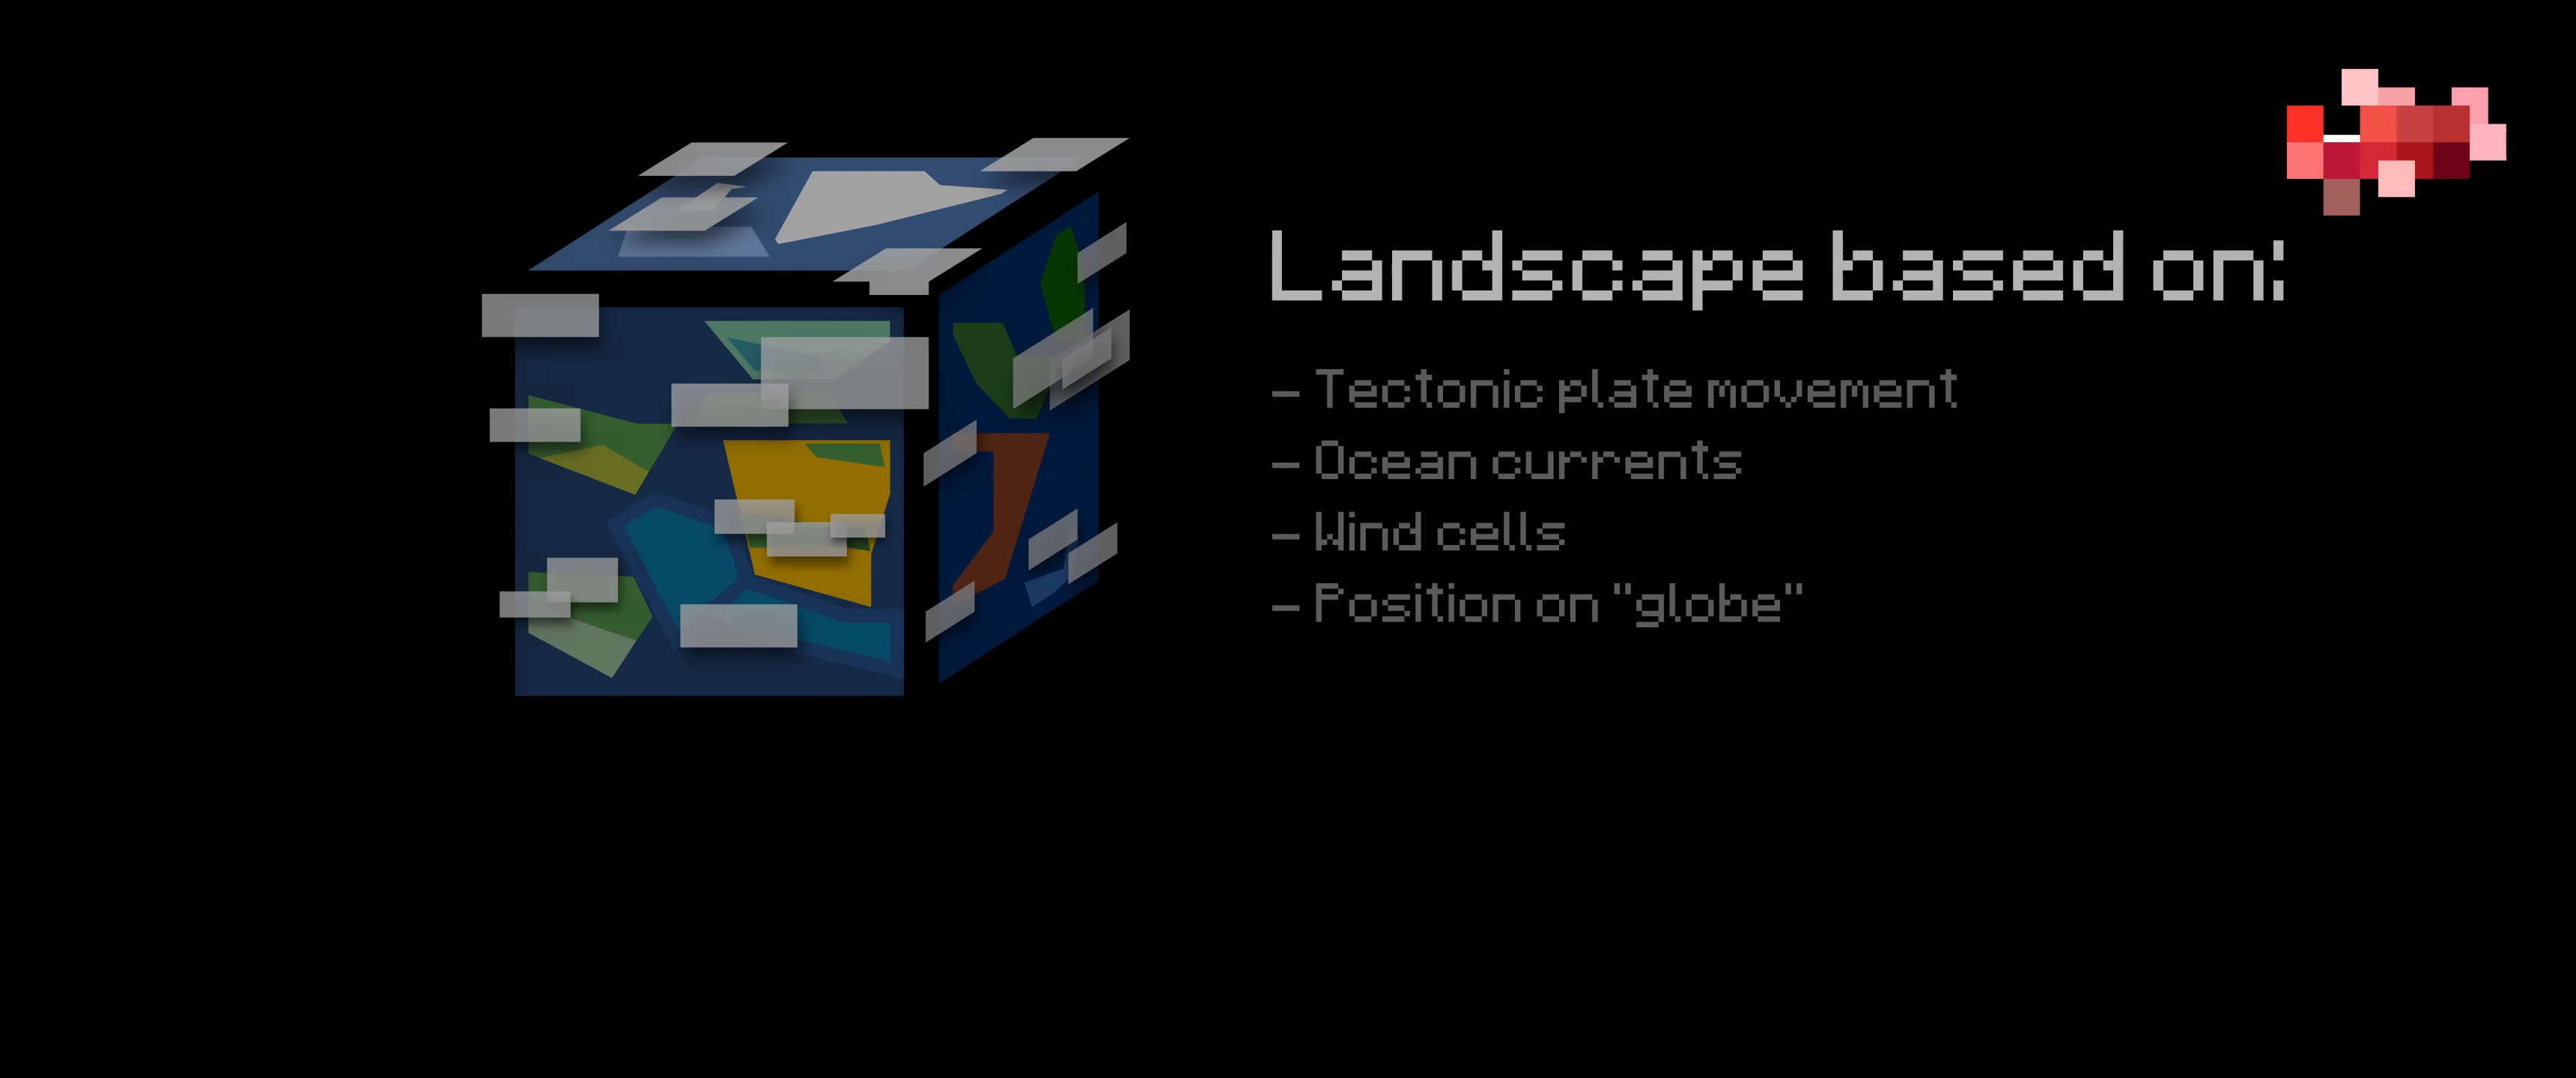 Landscape based on:
- Tectonic plate movement
- Ocean currents
- Wind cells
- Position on "globe"